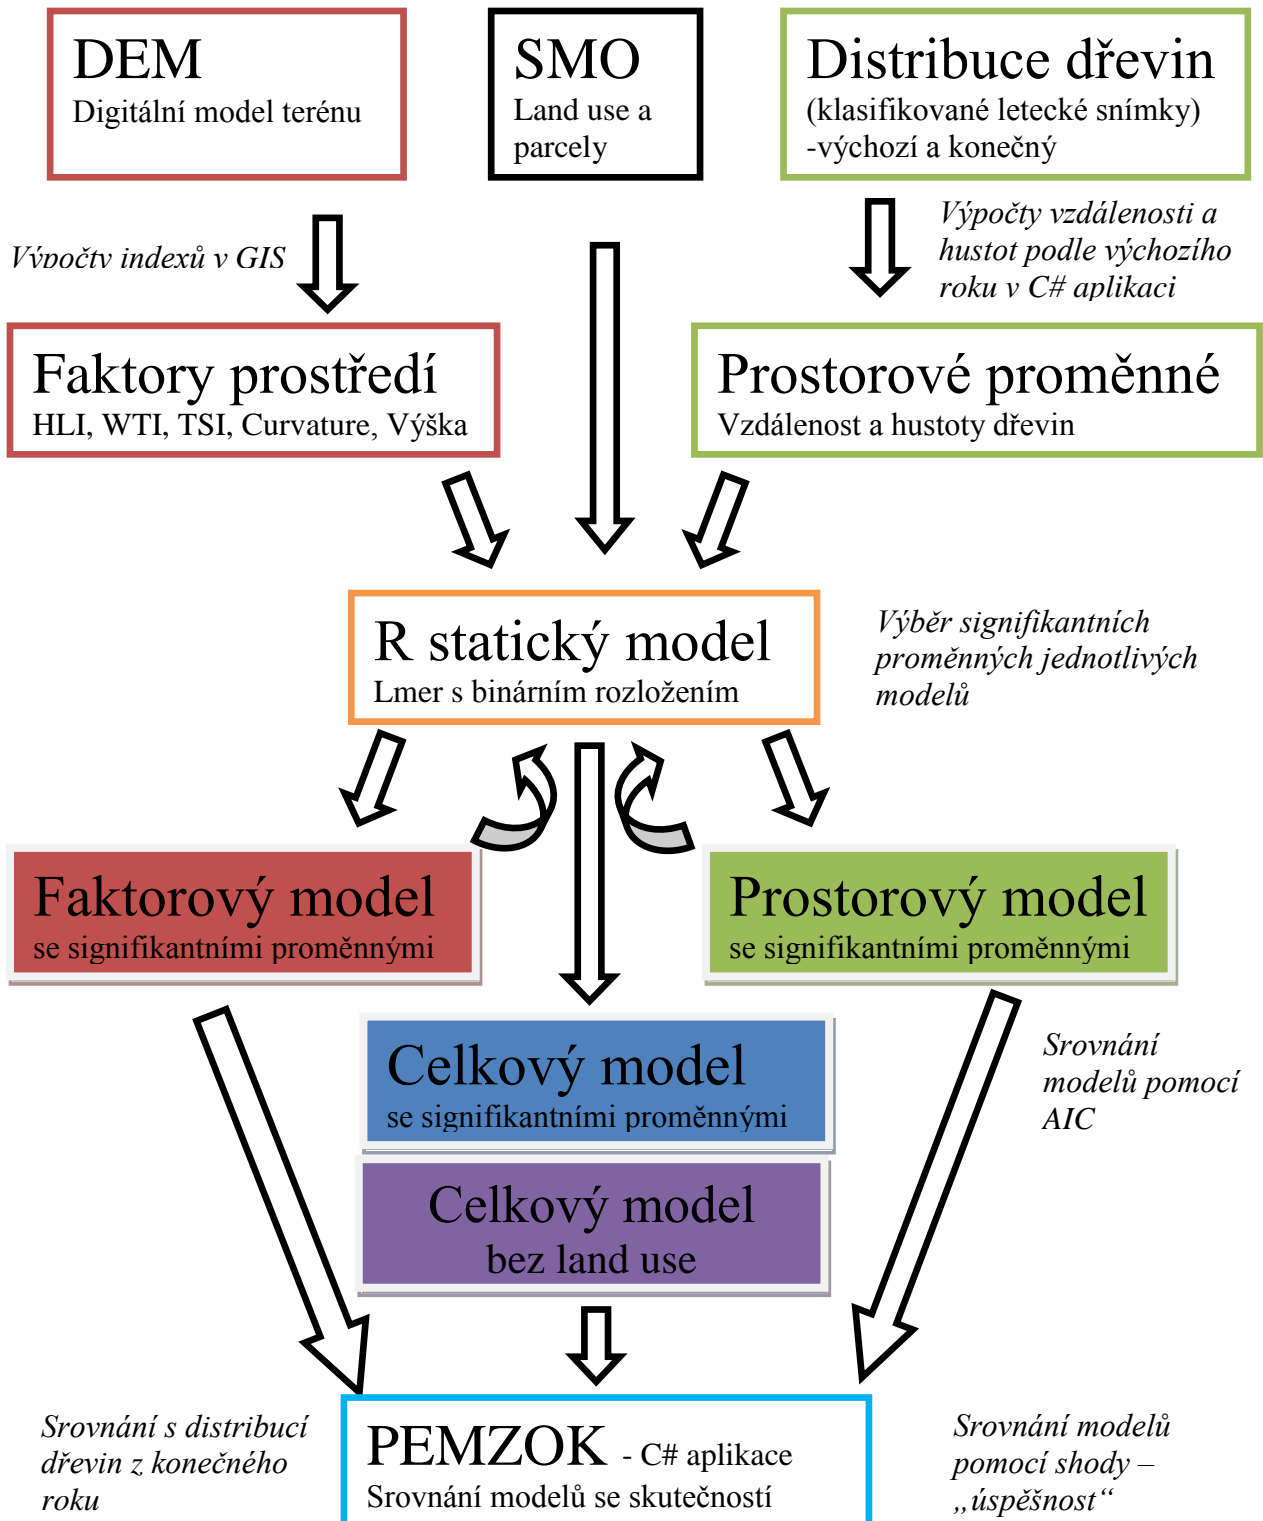 DEM
Digitální model terénu
SMO
Land use a
parcely
Distribuce dřevin
(klasifikované letecké snímky)
-výchozí a konečný
Výpočty indexů v GIS
Výpočty vzdálenosti a
hustot podle výchozího
roku v C# aplikaci
Faktory prostředí
HLI, WTI, TSI, Curvature, Výška
Prostorové proměnné
Vzdálenost a hustoty dřevin
R statický model
Lmer s binárním rozložením
Výběr signifikantních
proměnných jednotlivých
modelů
Faktorový model
se signifikantními proměnnými
Prostorový model
se signifikantními proměnnými
Celkový model
se signifikantními proměnnými
Srovnání
modelů pomocí
AIC
Celkový model
bez land use
Srovnání s distribucí
dřevin z konečného
roku
PEMZOK - C# aplikace
Srovnání modelů se skutečností
Srovnání modelů
pomocí shody –
„úspěšnost“